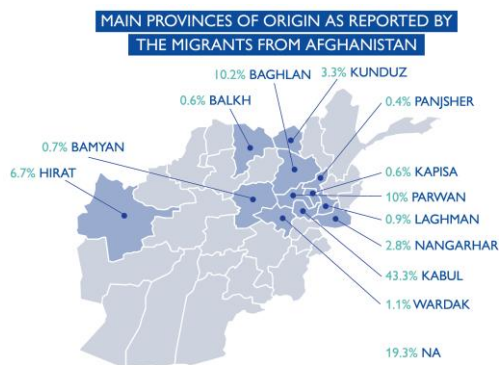 MAIN PROVINCES OF ORIGIN AS REPORTED BY
THE MIGRANTS FROM AFGHANISTAN
3.3% KUNDUZ
10.2% BAGHLAN
0.6% BALKH
0.4% PANJSHER
0.7% BAMYAN
6.7% HIRAT
0.6% KAPISA
10% PARWAN
0.9% LAGHMAN
2.8% NANGARHAR
43.3% KABUL
1.1% WARDAK
19.3% NA